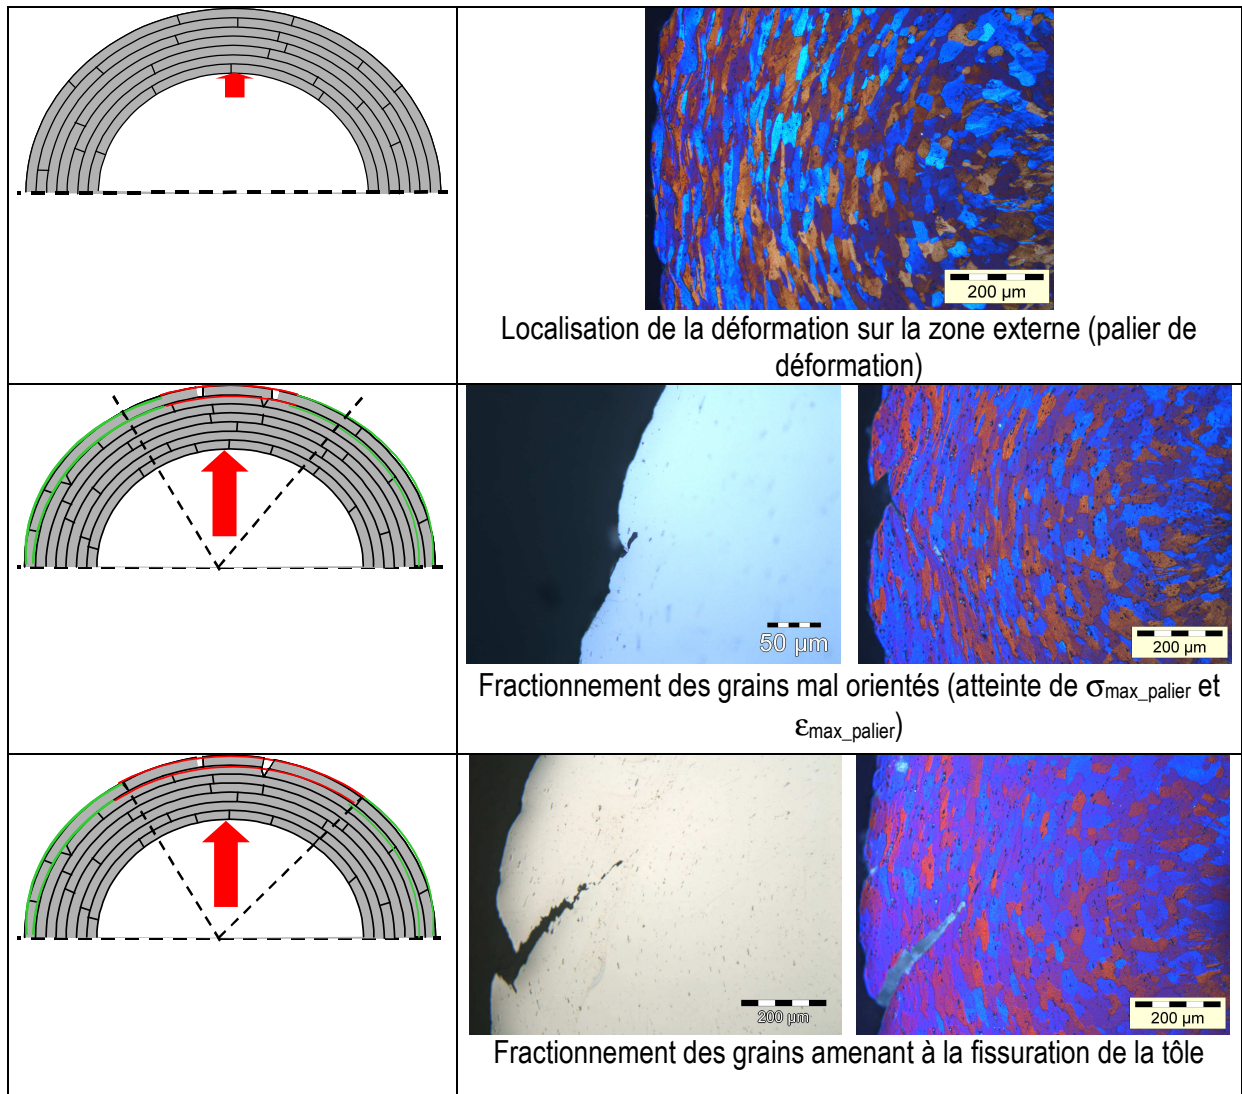 200 µm
Localisation de la déformation sur la zone externe (palier de
déformation)
50 µm
200 µm
Fractionnement des grains mal orientés (atteinte de σmax_palier et
εmax_palier)
200 µm
200 µm
Fractionnement des grains amenant à la fissuration de la tôle